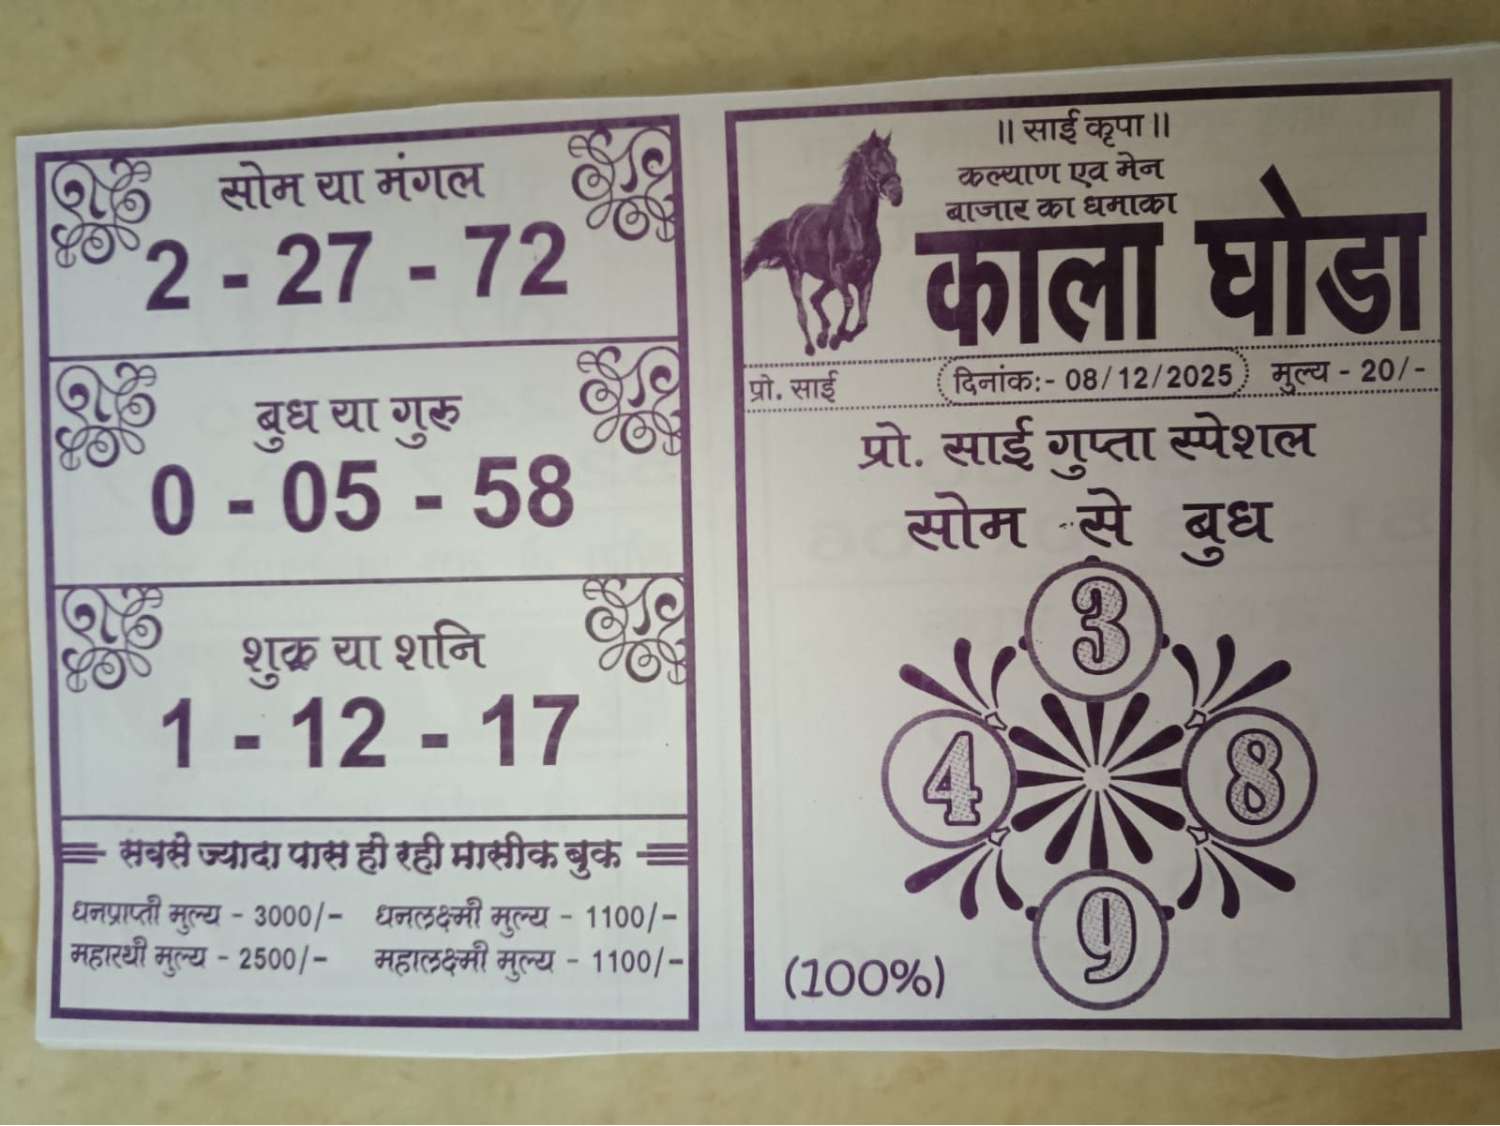 सोम या मंगल
2 - 27 - 72
बुध या गुरु
0 - 05 - 58
शुक्र या शनि
1 - 12 - 17
सबसे ज्यादा पास हो रही मासीक बुक
धनप्राप्ती मुल्य - 3000/- धनलक्ष्मी मुल्य - 1100/-
महारथी मुल्य - 2500/- महालक्ष्मी मुल्य - 1100/-
॥ साई कृपा ॥
कल्याण एव मेन
बाजार का धमाका
काला घोडा
प्रो. साई दिनांक:- 08/12/2025 मुल्य - 20/-
प्रो. साई गुप्ता स्पेशल
सोम से बुध
3
4 8
9
(100%)